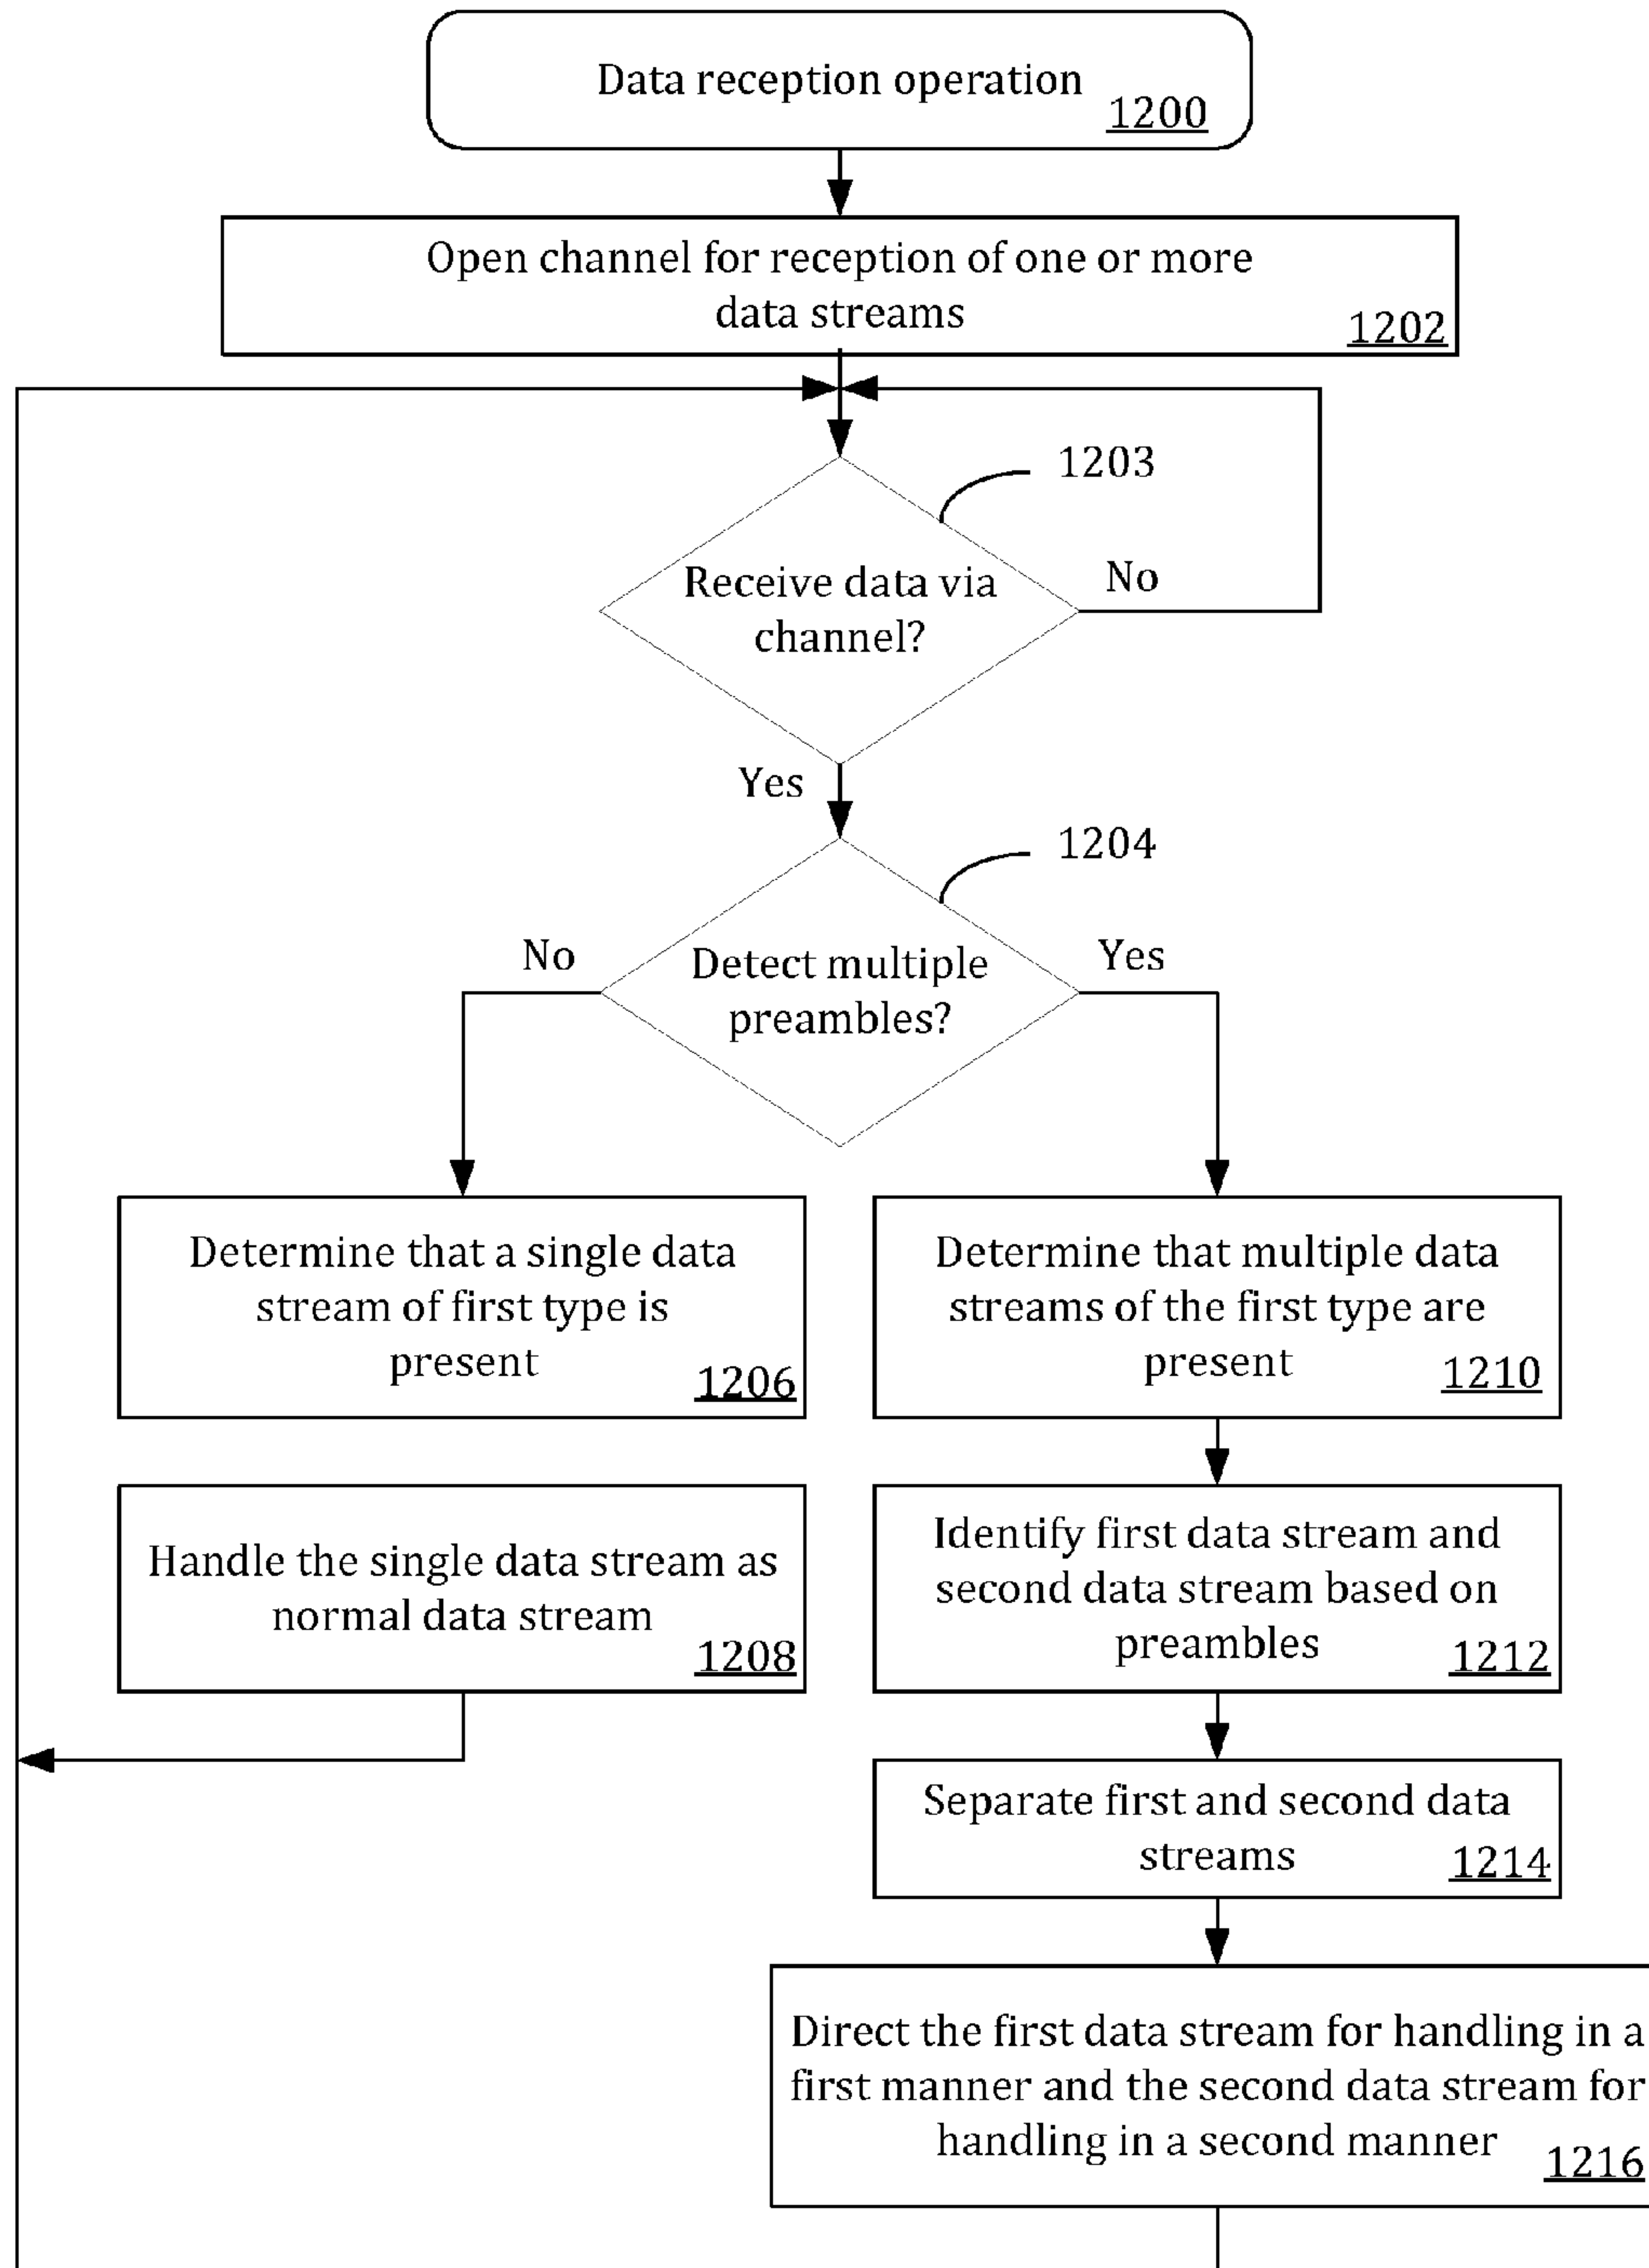 Data reception operation
1200
Open channel for reception of one or more
data streams
1202
1203
Receive data via
channel?
No
Yes
1204
No
Detect multiple
preambles?
Yes
Determine that a single data
stream of first type is
present
1206
Determine that multiple data
streams of the first type are
present
1210
Handle the single data stream as
normal data stream
1208
Identify first data stream and
second data stream based on
preambles
1212
Separate first and second data
streams
1214
Direct the first data stream for handling in a
first manner and the second data stream for
handling in a second manner
1216